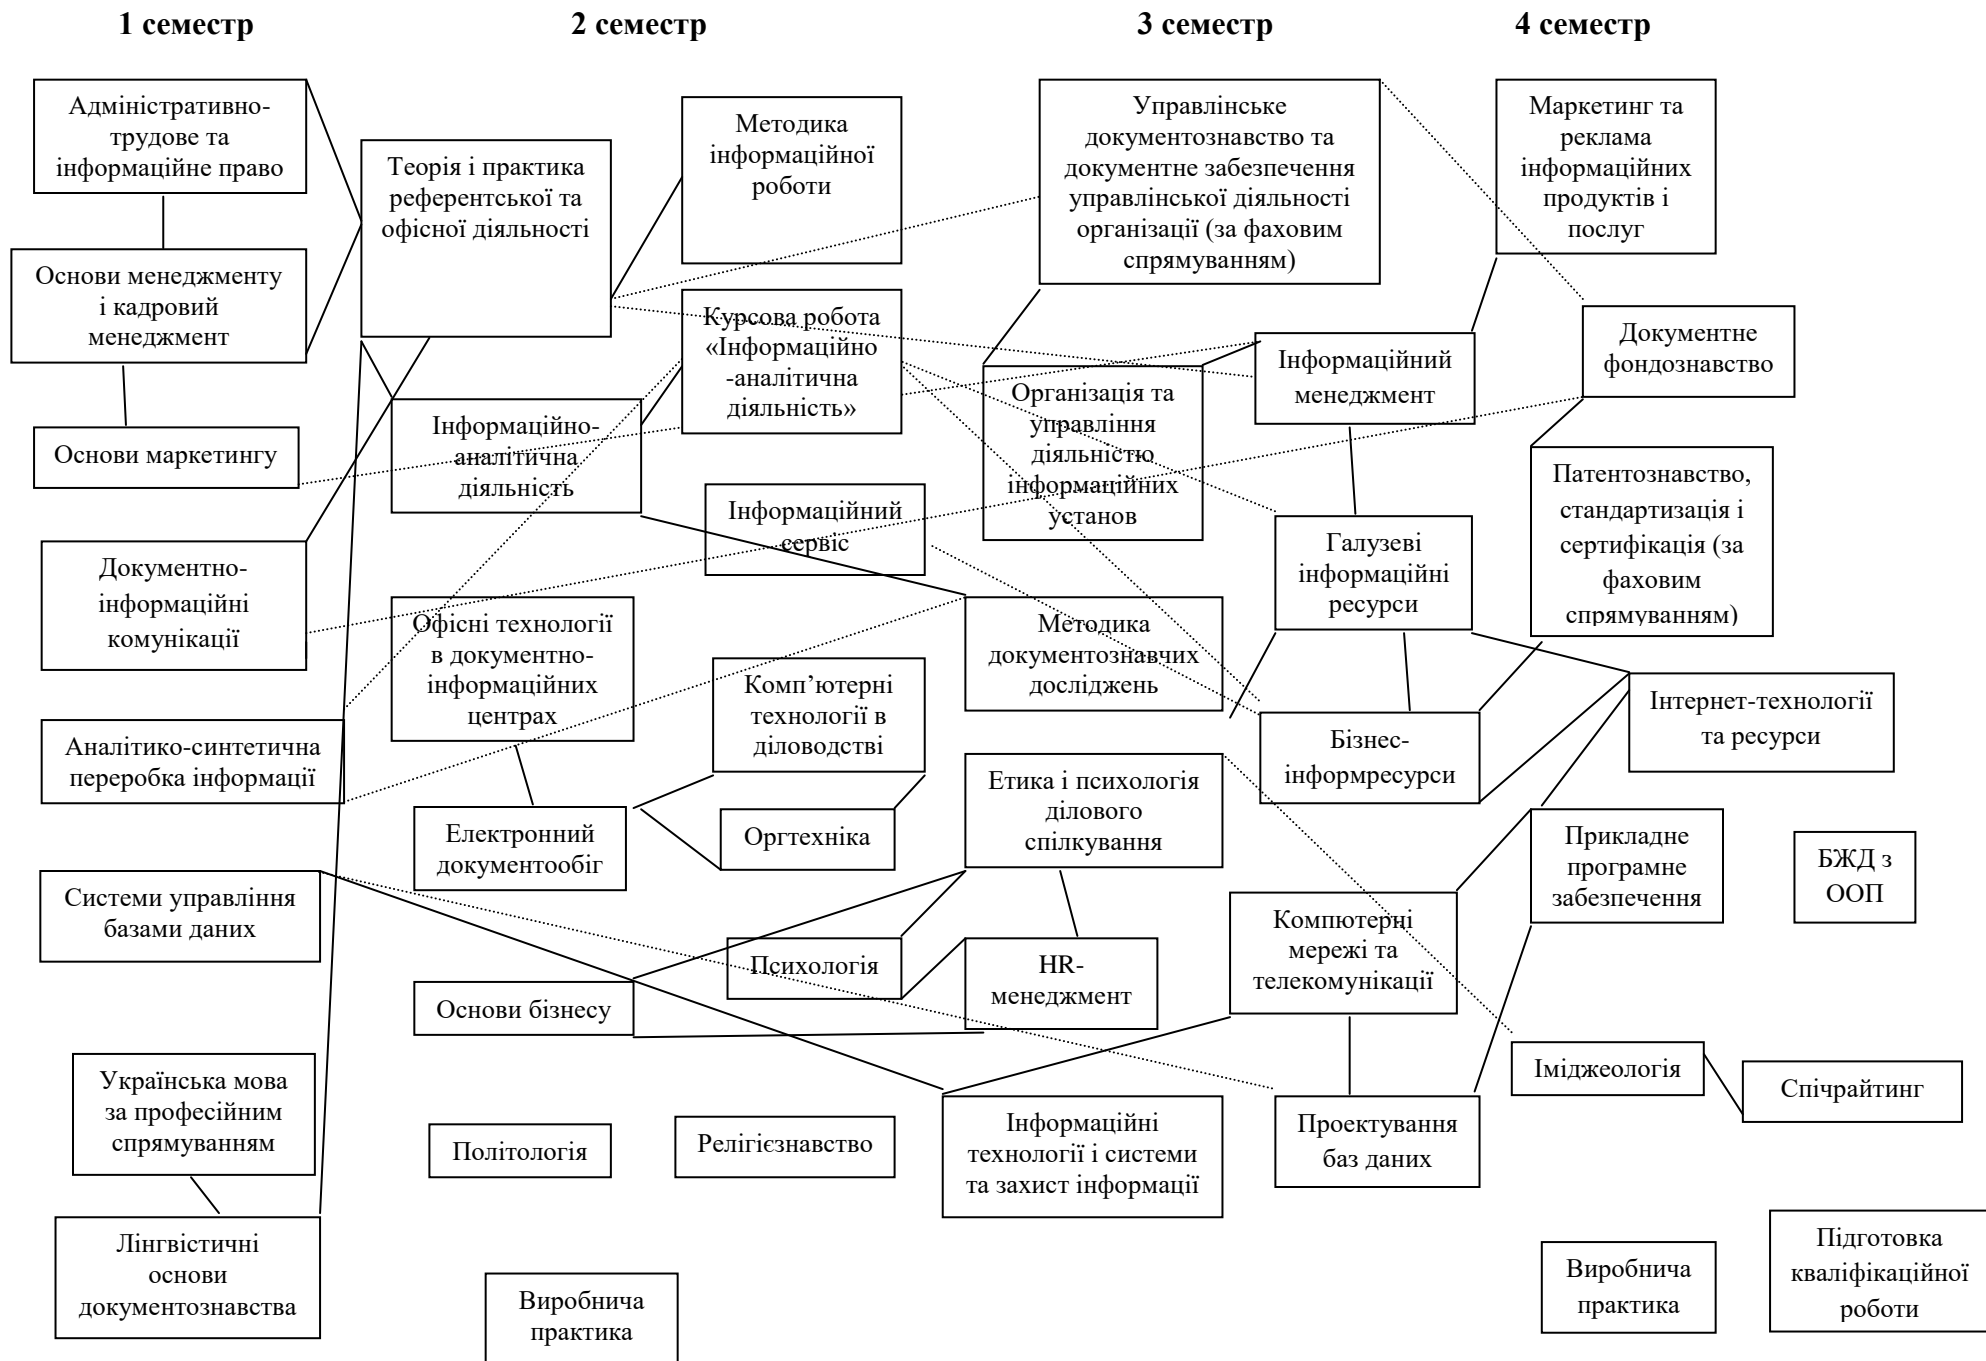 1 семестр
2 семестр
3 семестр
4 семестр
Адміністративно-
трудове та
інформаційне право
Основи менеджменту
і кадровий
менеджмент
Основи маркетингу
Документно-
інформаційні
комунікації
Аналітико-синтетична
переробка інформації
Системи управління
базами даних
Українська мова
за професійним
спрямуванням
Лінгвістичні
основи
документознавства
Теорія і практика
референтської та
офісної діяльності
Методика
інформаційної
роботи
Курсова робота
«Інформаційно
-аналітична
діяльність»
Інформаційно-
аналітична
діяльність
Інформаційний
сервіс
Офісні технології
в документно-
інформаційних
центрах
Комп’ютерні
технології в
діловодстві
Електронний
документообіг
Оргтехніка
Психологія
Основи бізнесу
Політологія
Релігієзнавство
Виробнича
практика
Управлінське
документознавство та
документне забезпечення
управлінської діяльності
організації (за фаховим
спрямуванням)
Організація та
управління
діяльністю
інформаційних
установ
Інформаційний
менеджмент
Галузеві
інформаційні
ресурси
Методика
документознавчих
досліджень
Бізнес-
інформресурси
Етика і психологія
ділового
спілкування
HR-
менеджмент
Компютерні
мережі та
телекомунікації
Інформаційні
технології і системи
та захист інформації
Проектування
баз даних
Маркетинг та
реклама
інформаційних
продуктів і
послуг
Документне
фондознавство
Патентознавство,
стандартизація і
сертифікація (за
фаховим
спрямуванням)
Інтернет-технології
та ресурси
Прикладне
програмне
забезпечення
БЖД з
ООП
Іміджеологія
Спічрайтинг
Виробнича
практика
Підготовка
кваліфікаційної
роботи